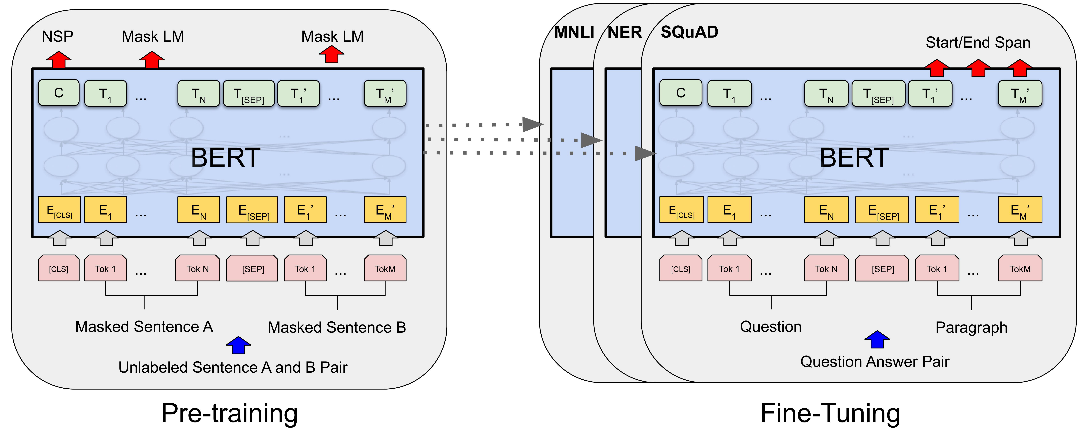 NSP Mask LM Mask LM
C T1 ... TN T[SEP] T1’ ... TM’
...
BERT
...
E[CLS] E1 ... EN E[SEP] E1’ ... EM’
[CLS] Tok 1 ... Tok N [SEP] Tok 1 ... TokM
Masked Sentence A Masked Sentence B
Unlabeled Sentence A and B Pair
Pre-training
MNLI NER SQuAD
Start/End Span
C T1 ... TN T[SEP] T1’ ... TM’
...
BERT
...
E[CLS] E1 ... EN E[SEP] E1’ ... EM’
[CLS] Tok 1 ... Tok N [SEP] Tok 1 ... TokM
Question Paragraph
Question Answer Pair
Fine-Tuning